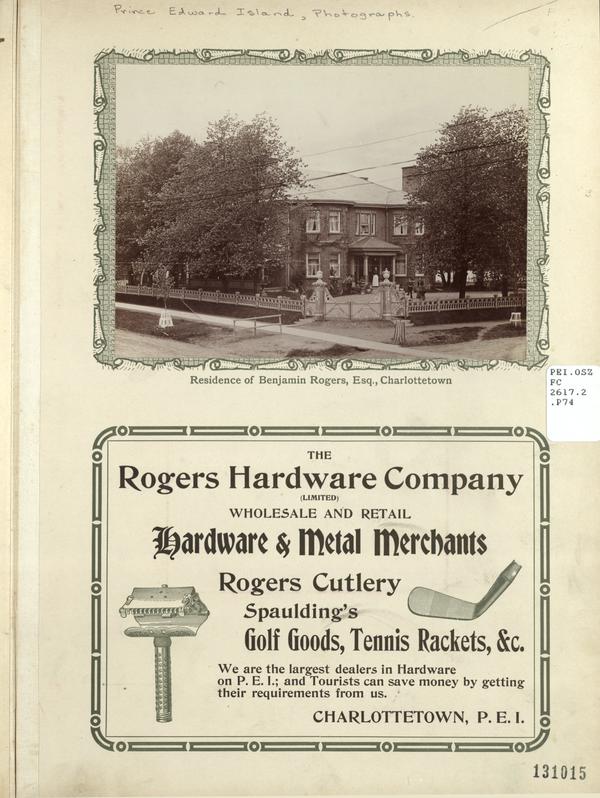 Prince Edward Island, Photographs.
Residence of Benjamin Rogers, Esq., Charlottetown
PEI.OSZ
FC
2617.2
.P74
THE
Rogers Hardware Company
(LIMITED)
WHOLESALE AND RETAIL
Hardware & Metal Merchants
Rogers Cutlery
Spaulding's
Golf Goods, Tennis Rackets, &c.
We are the largest dealers in Hardware
on P. E. I.; and Tourists can save money by getting
their requirements from us.
CHARLOTTETOWN, P. E. I.
131015